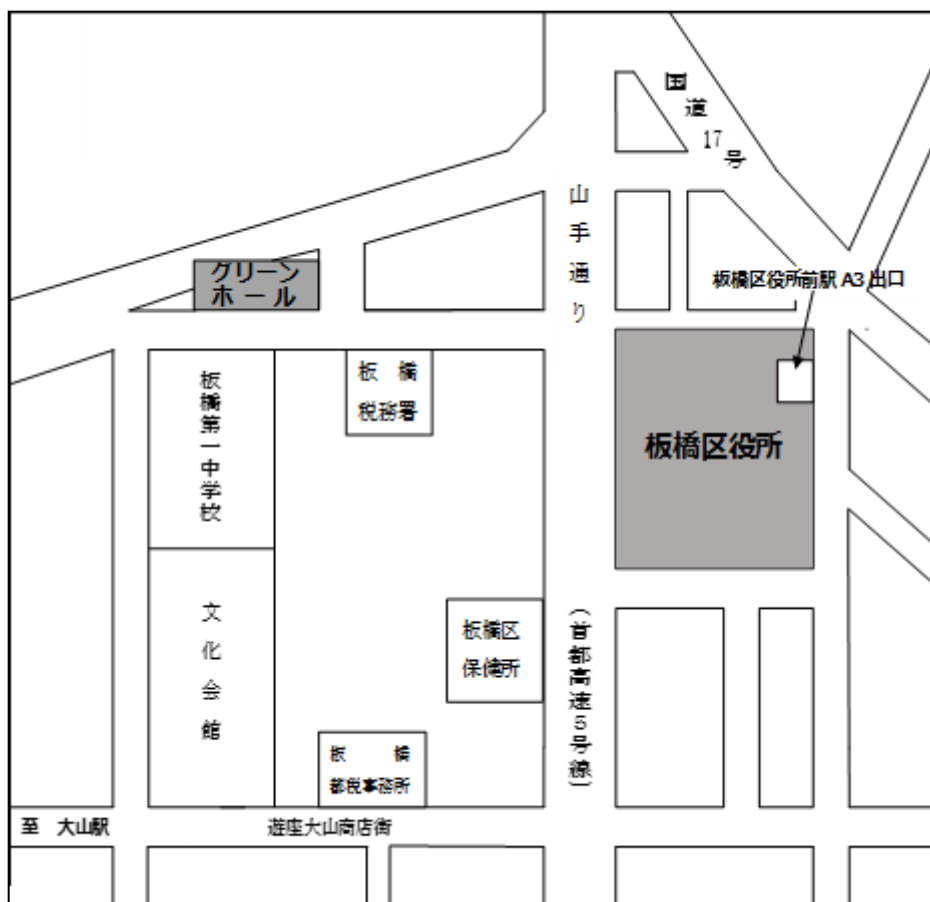 国道17号
山手通り
板橋区役所前駅 A3 出口
グリーン
ホール
板橋
税務署
板橋第一中学校
板橋区役所
文化会館
板橋区
保健所
（首都高速5号線）
板橋
都税事務所
至 大山駅
遊座大山商店街